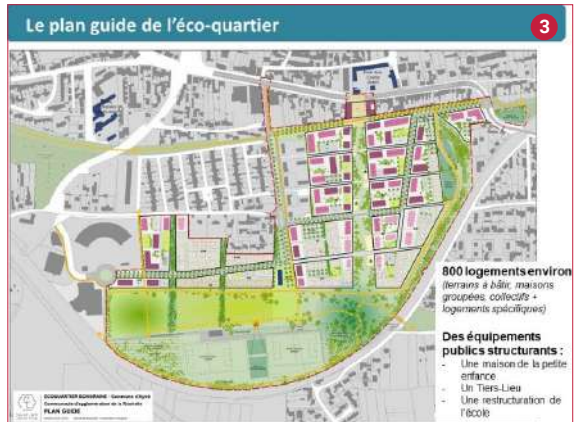 Le plan guide de l'éco-quartier
3
800 logements environ
(terrains à bâtir, maisons
groupées, collectifs +
logements spécifiques)
Des équipements
publics structurants :
- Une maison de la petite
enfance
- Un Tiers-Lieu
- Une restructuration de
l'école
PLAN GUIDE